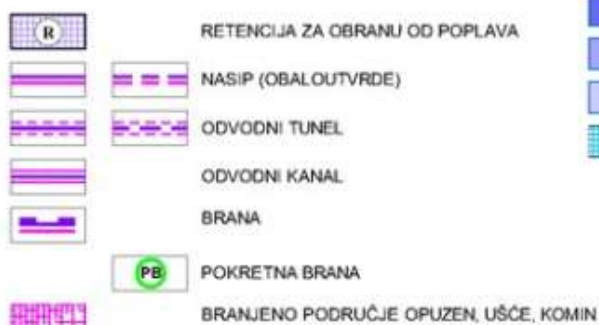 R RETENCIJA ZA OBRANU OD POPLAVA
NASIP (OBALOUTVRDE)
ODVODNI TUNEL
ODVODNI KANAL
BRANA
PB POKRETNA BRANA
BRANJENO PODRUČJE OPUZEN, UŠĆE, KOMIN